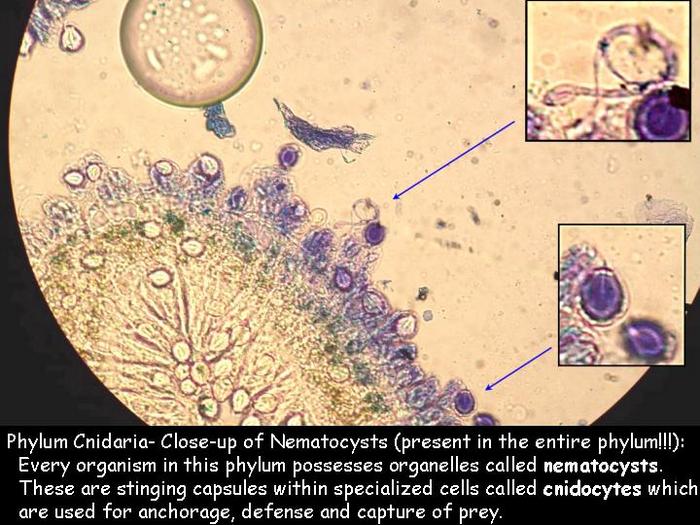 Phylum Cnidaria- Close-up of Nematocysts (present in the entire phylum!!!):
Every organism in this phylum possesses organelles called nematocysts.
These are stinging capsules within specialized cells called cnidocytes which
are used for anchorage, defense and capture of prey.